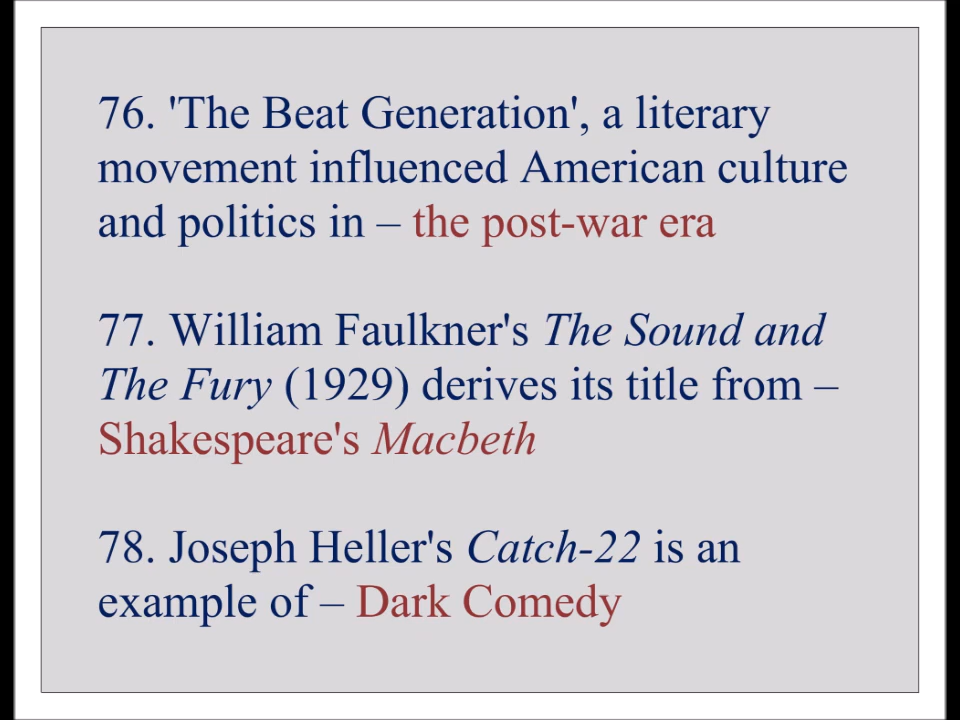 76. 'The Beat Generation', a literary
movement influenced American culture
and politics in – the post-war era
77. William Faulkner's The Sound and
The Fury (1929) derives its title from –
Shakespeare's Macbeth
78. Joseph Heller's Catch-22 is an
example of – Dark Comedy